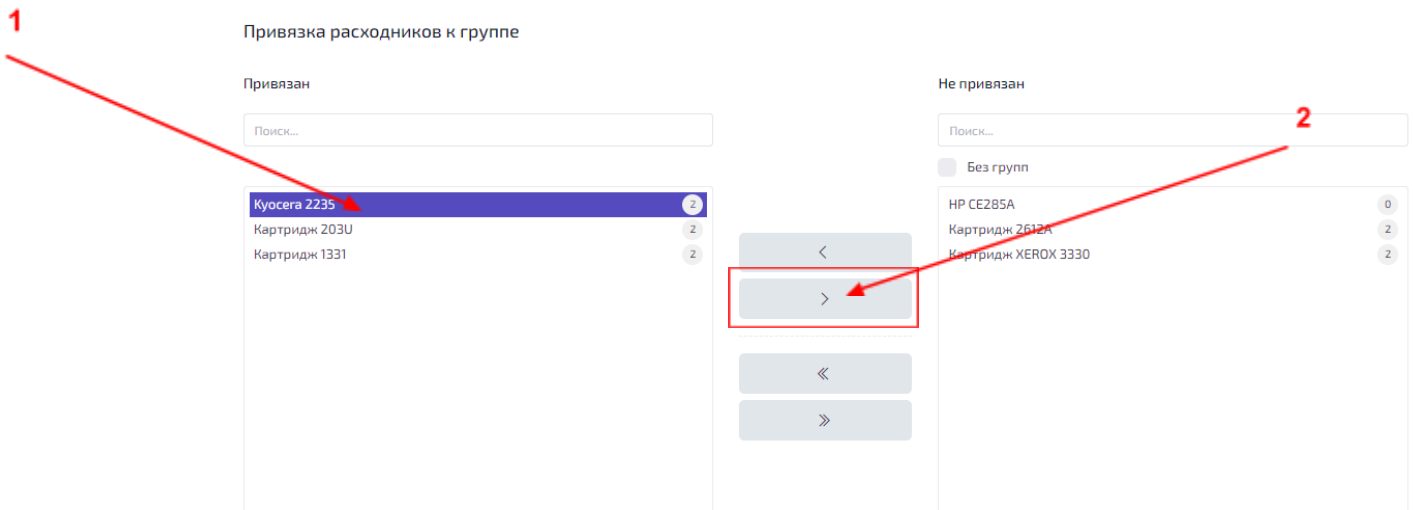 1
Привязка расходников к группе
Привязан
Не привязан
Поиск...
Поиск...
2
Без групп
Kyocera 2235 2
Картридж 203U 2
Картридж 1331 2
HP CE285A 0
Картридж 2612A 2
Картридж XEROX 3330 2